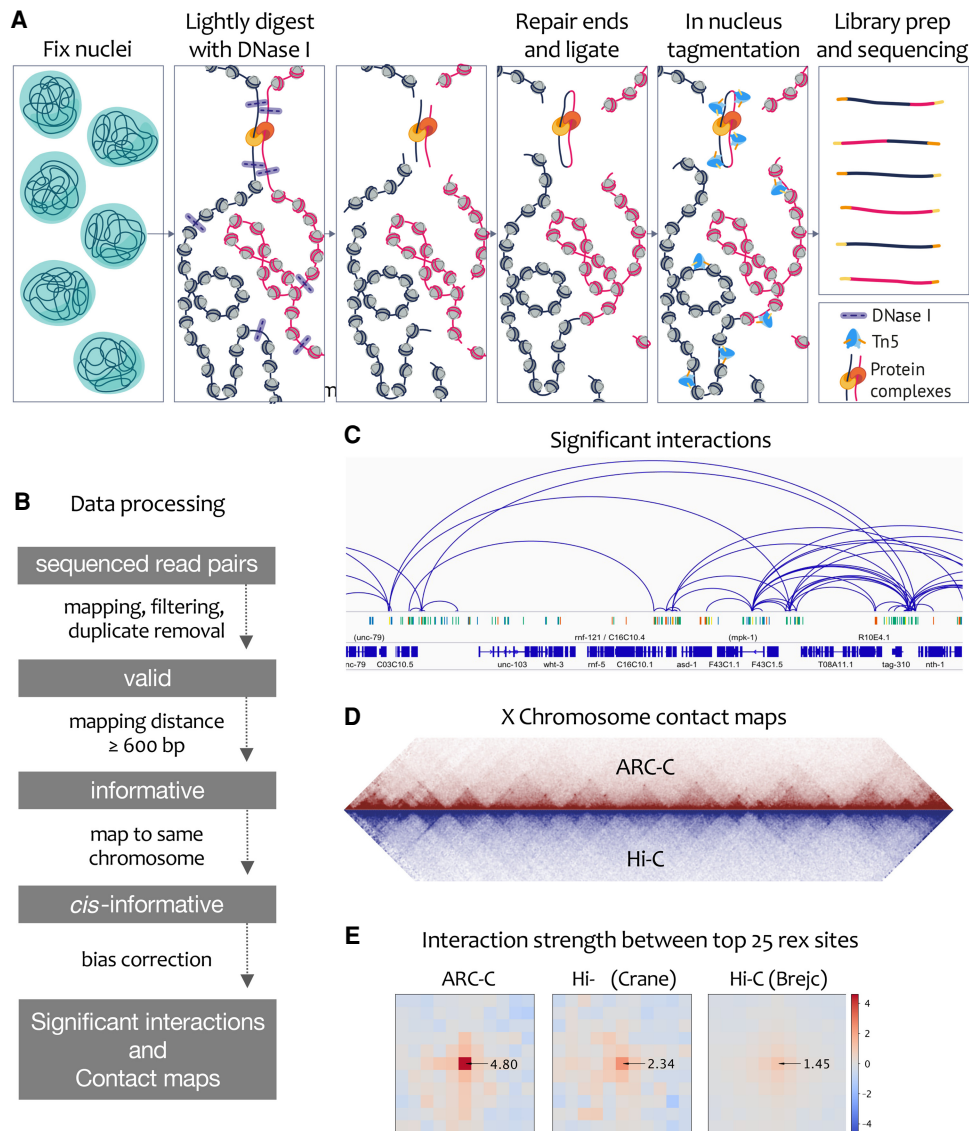 A
Fix nuclei
Lightly digest
with DNase I
Repair ends
and ligate
In nucleus
tagmentation
Library prep
and sequencing
DNase I
Tn5
Protein
complexes
m
B
Data processing
sequenced read pairs
mapping, filtering,
duplicate removal
valid
mapping distance
≥ 600 bp
informative
map to same
chromosome
cis-informative
bias correction
Significant interactions
and
Contact maps
C
Significant interactions
(unc-79) rnf-121 / C16C10.4 (mpk-1) R10E4.1
nc-79 C03C10.5 unc-103 wht-3 rnf-5 C16C10.1 asd-1 F43C1.1 F43C1.5 T08A11.1 tag-310 nth-1
D
X Chromosome contact maps
ARC-C
Hi-C
E
Interaction strength between top 25 rex sites
ARC-C Hi- (Crane) Hi-C (Brejc)
4.80 2.34 1.45
4
2
0
-2
-4